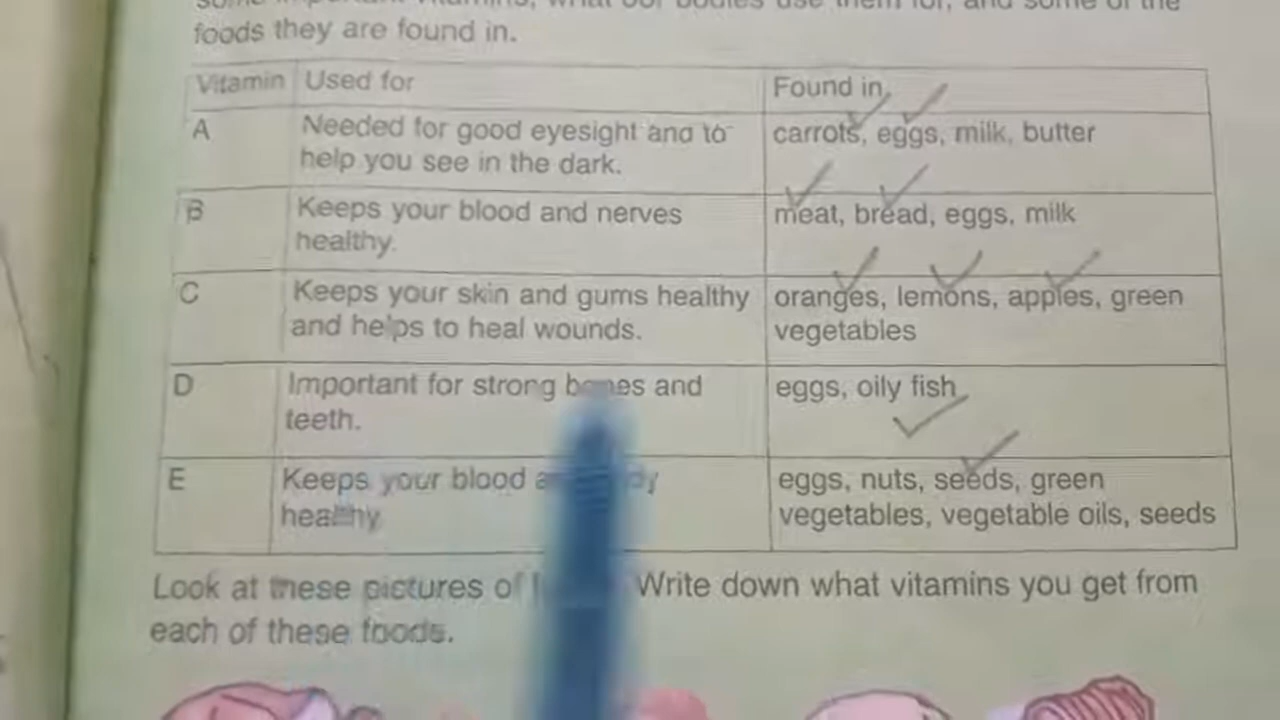 foods they are found in.
Vitamin Used for Found in
A Needed for good eyesight and to carrots, eggs, milk, butter
help you see in the dark.
B Keeps your blood and nerves meat, bread, eggs, milk
healthy.
C Keeps your skin and gums healthy oranges, lemons, apples, green
and helps to heal wounds. vegetables
D Important for strong bones and eggs, oily fish
teeth.
E Keeps your blood eggs, nuts, seeds, green
healthy vegetables, vegetable oils, seeds
Look at these pictures of Write down what vitamins you get from
each of these foods.